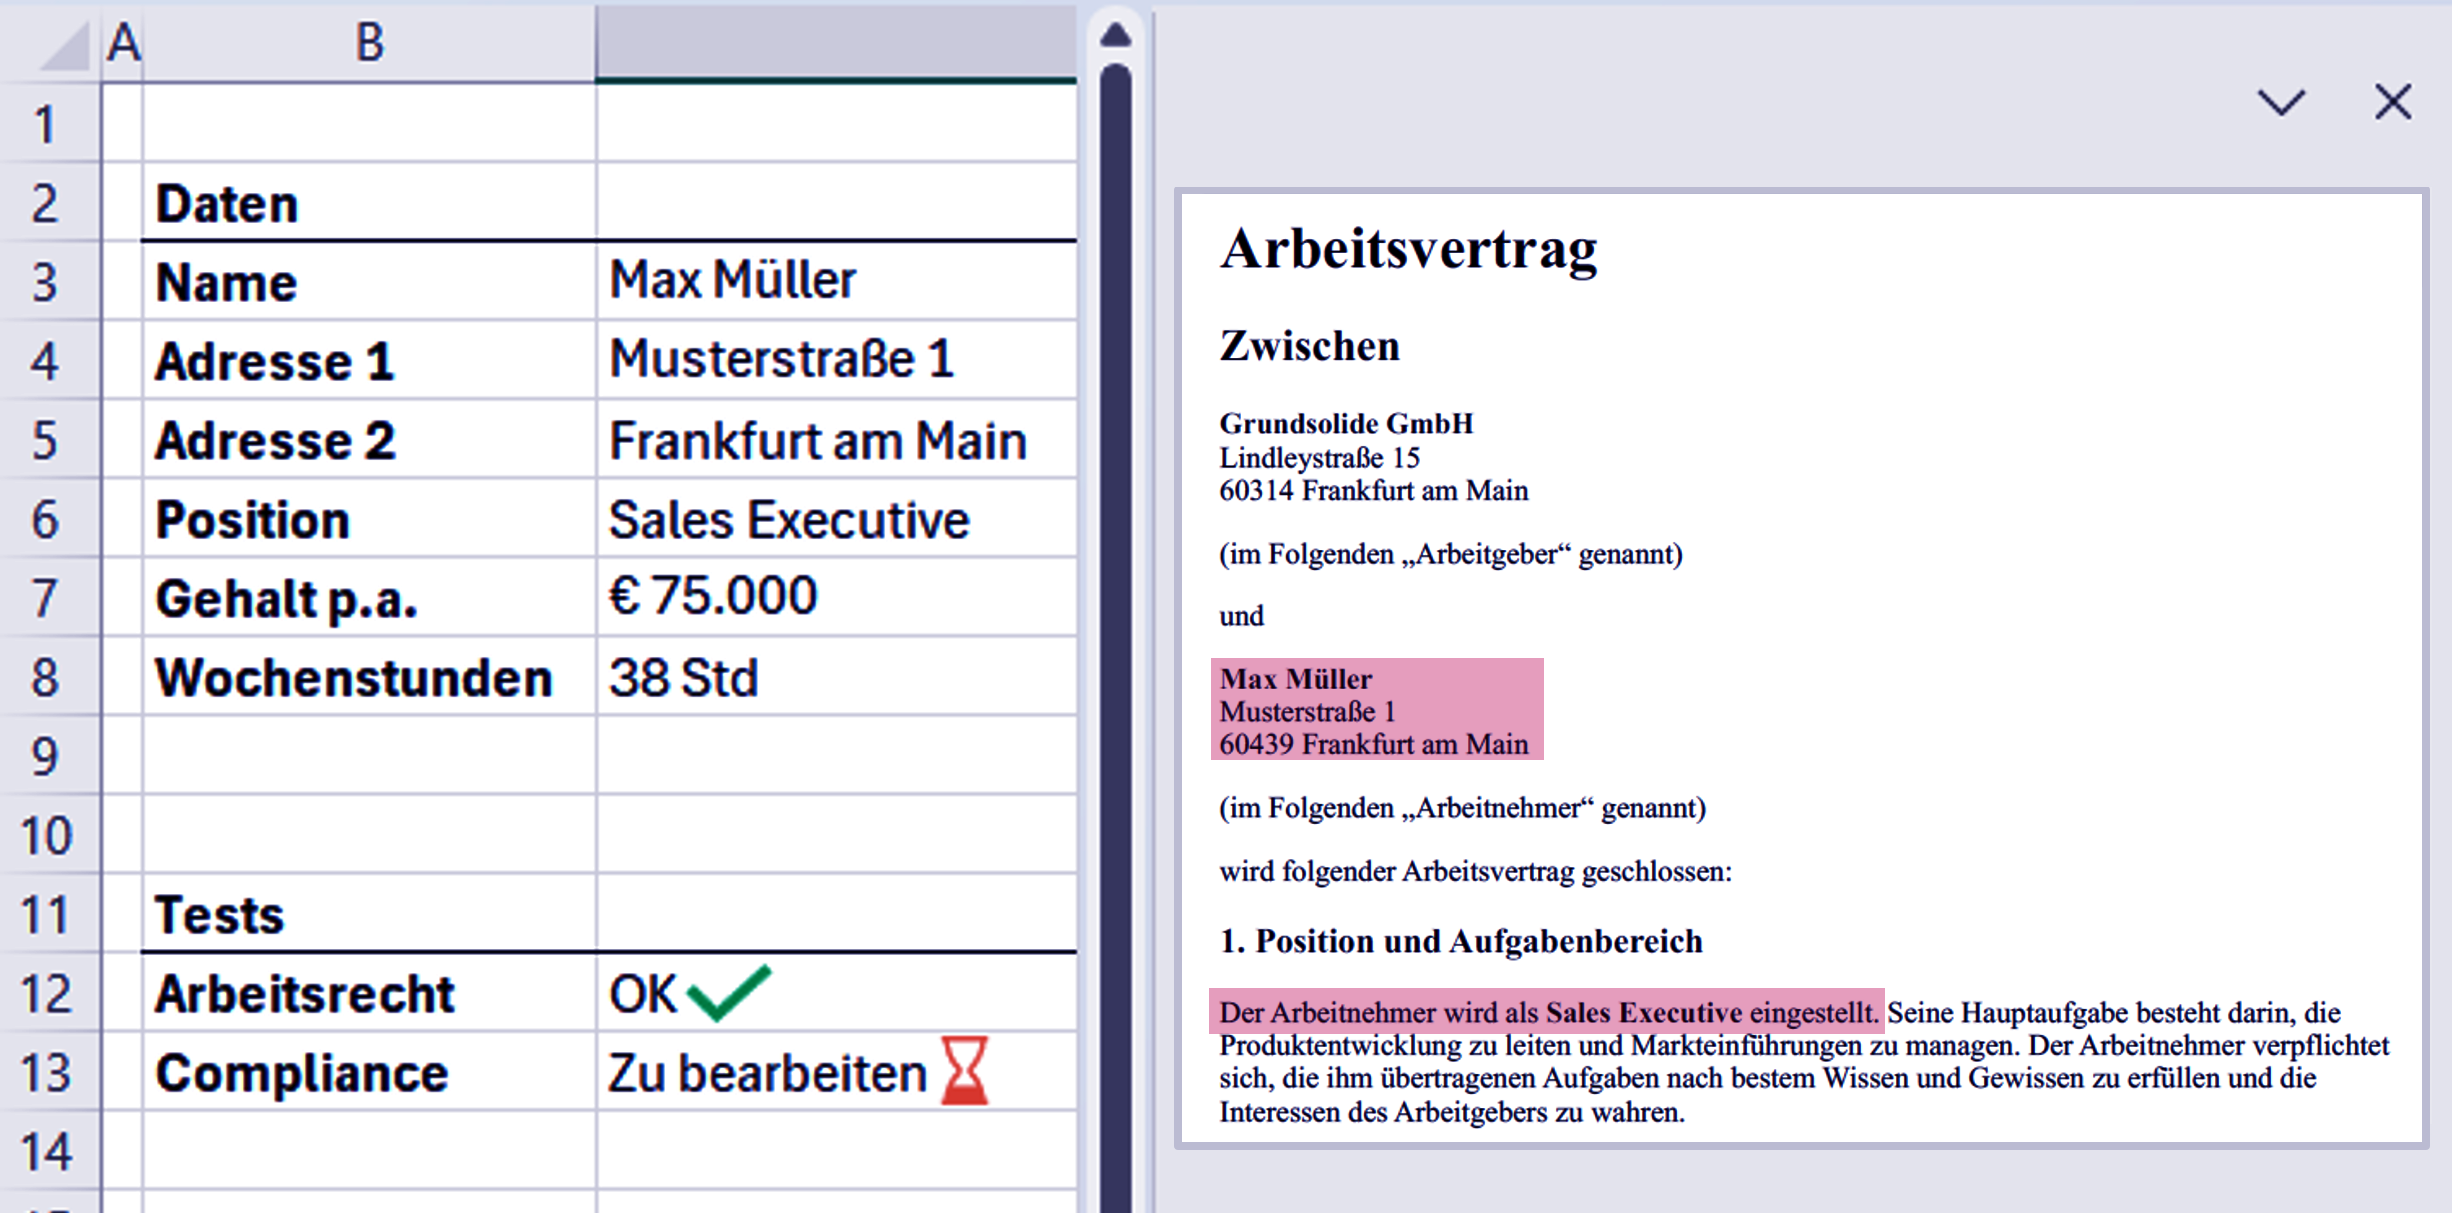 A B
1
2 Daten
3 Name Max Müller
4 Adresse 1 Musterstraße 1
5 Adresse 2 Frankfurt am Main
6 Position Sales Executive
7 Gehalt p.a. € 75.000
8 Wochenstunden 38 Std
9
10
11 Tests
12 Arbeitsrecht OK
13 Compliance Zu bearbeiten
14
Arbeitsvertrag
Zwischen
Grundsolide GmbH
Lindleystraße 15
60314 Frankfurt am Main
(im Folgenden „Arbeitgeber“ genannt)
und
Max Müller
Musterstraße 1
60439 Frankfurt am Main
(im Folgenden „Arbeitnehmer“ genannt)
wird folgender Arbeitsvertrag geschlossen:
1. Position und Aufgabenbereich
Der Arbeitnehmer wird als Sales Executive eingestellt. Seine Hauptaufgabe besteht darin, die
Produktentwicklung zu leiten und Markteinführungen zu managen. Der Arbeitnehmer verpflichtet
sich, die ihm übertragenen Aufgaben nach bestem Wissen und Gewissen zu erfüllen und die
Interessen des Arbeitgebers zu wahren.